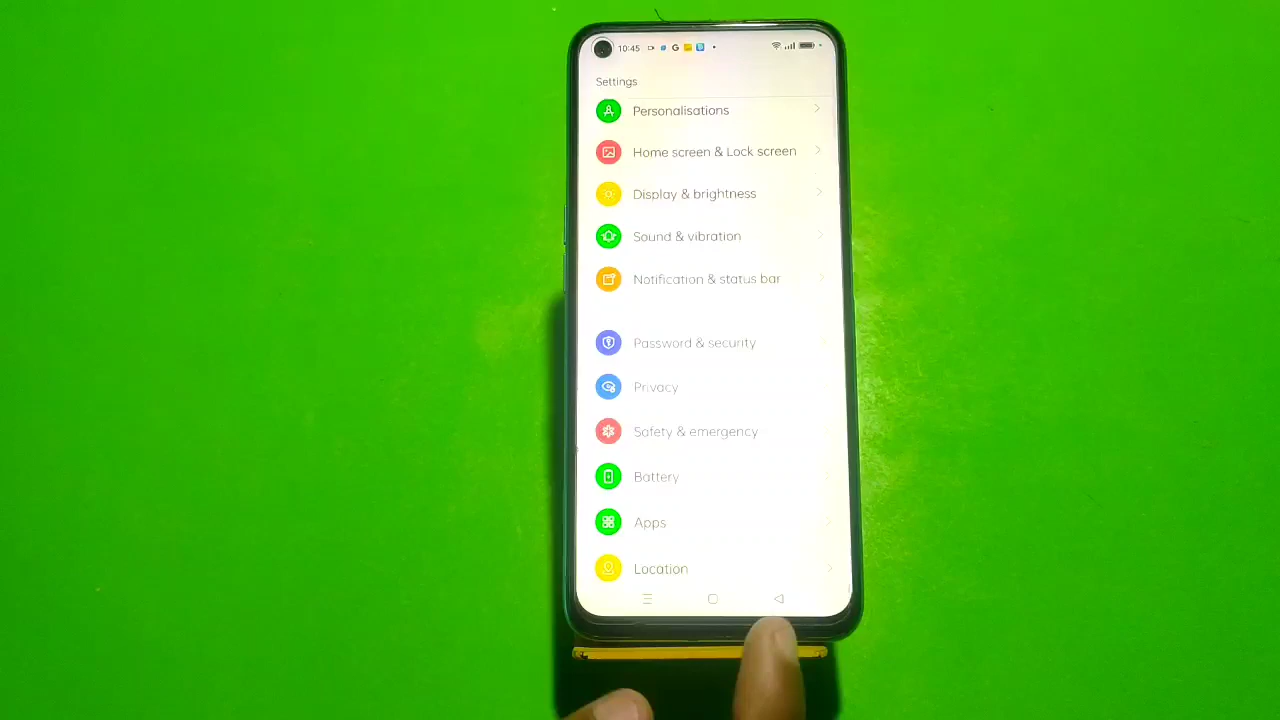 10:45 G
Settings
Personalisations
Home screen & Lock screen
Display & brightness
Sound & vibration
Notification & status bar
Password & security
Privacy
Safety & emergency
Battery
Apps
Location